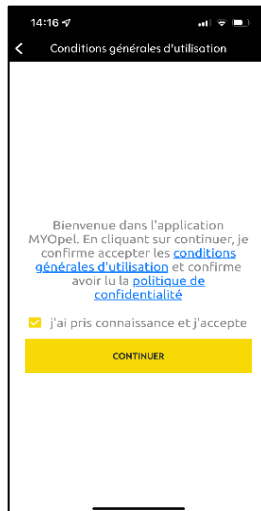 14:16
Conditions générales d'utilisation
Bienvenue dans l'application
MYOpel. En cliquant sur continuer, je
confirme accepter les conditions
générales d'utilisation et confirme
avoir lu la politique de
confidentialité
j'ai pris connaissance et j'accepte
CONTINUER